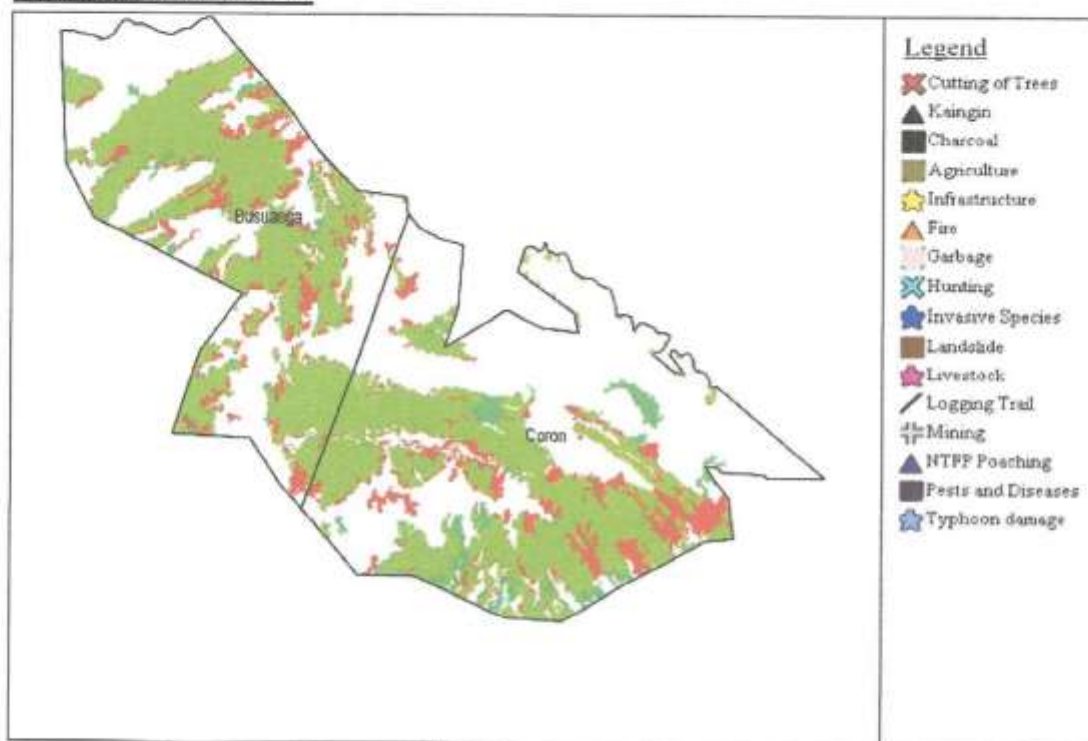 Legend
Cutting of Trees
Kaingin
Charcoal
Agriculture
Infrastructure
Fire
Garbage
Hunting
Invasive Species
Landslide
Livestock
Logging Trail
Mining
NTFP Poaching
Pests and Diseases
Typhoon damage
Busuanga
Coron